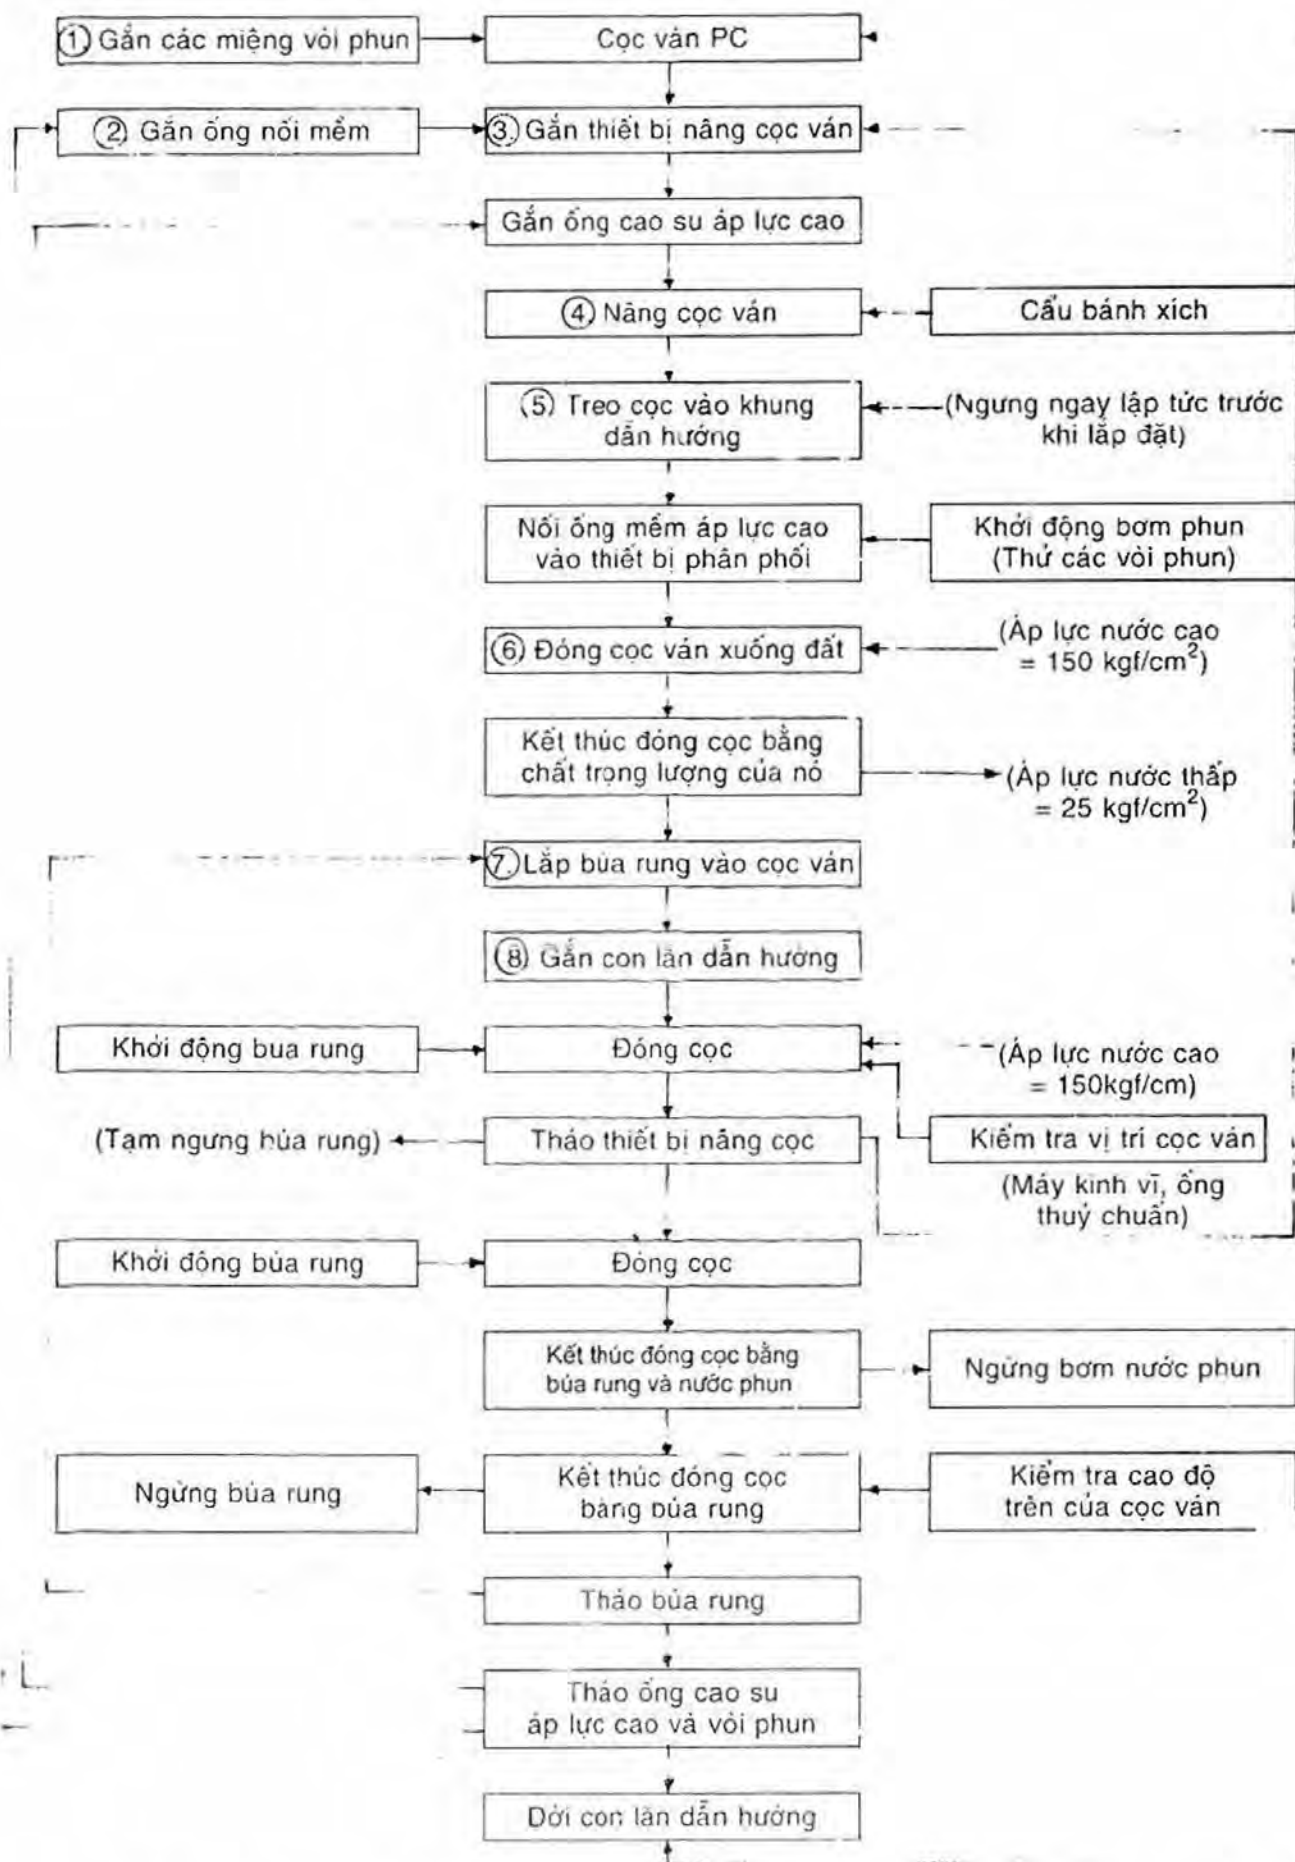 ① Gắn các miệng vòi phun
Cọc ván PC
② Gắn ống nối mềm
③ Gắn thiết bị nâng cọc ván
Gắn ống cao su áp lực cao
④ Nâng cọc ván
Cẩu bánh xích
⑤ Treo cọc vào khung
dẫn hướng
(Ngưng ngay lập tức trước
khi lắp đặt)
Nối ống mềm áp lực cao
vào thiết bị phân phối
Khởi động bơm phun
(Thử các vòi phun)
⑥ Đóng cọc ván xuống đất
(Áp lực nước cao
= 150 kgf/cm²)
Kết thúc đóng cọc bằng
chất trọng lượng của nó
(Áp lực nước thấp
= 25 kgf/cm²)
⑦ Lắp búa rung vào cọc ván
⑧ Gắn con lăn dẫn hướng
Khởi động bua rung
Đóng cọc
(Áp lực nước cao
= 150kgf/cm)
(Tạm ngưng búa rung)
Tháo thiết bị nâng cọc
Kiểm tra vị trí cọc ván
(Máy kinh vĩ, ống
thuỷ chuẩn)
Khởi động búa rung
Đóng cọc
Kết thúc đóng cọc bằng
búa rung và nước phun
Ngừng bơm nước phun
Ngừng búa rung
Kết thúc đóng cọc
bằng búa rung
Kiểm tra cao độ
trên của cọc ván
Tháo búa rung
Tháo ống cao su
áp lực cao và vòi phun
Dời con lăn dẫn hướng